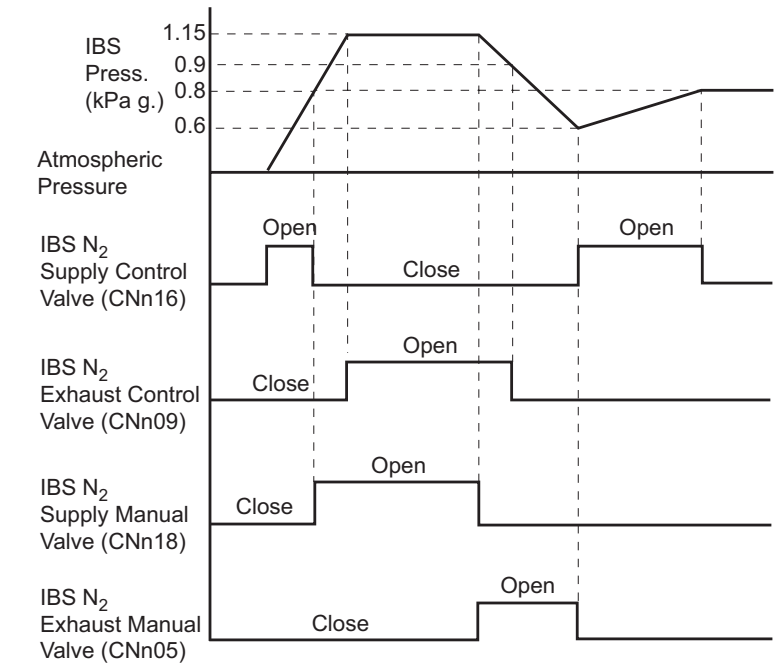 IBS
Press.
(kPa g.)
1.15
0.9
0.8
0.6
Atmospheric
Pressure
IBS N2
Supply Control
Valve (CNn16)
Open
Close
Open
IBS N2
Exhaust Control
Valve (CNn09)
Close
Open
IBS N2
Supply Manual
Valve (CNn18)
Close
Open
IBS N2
Exhaust Manual
Valve (CNn05)
Close
Open